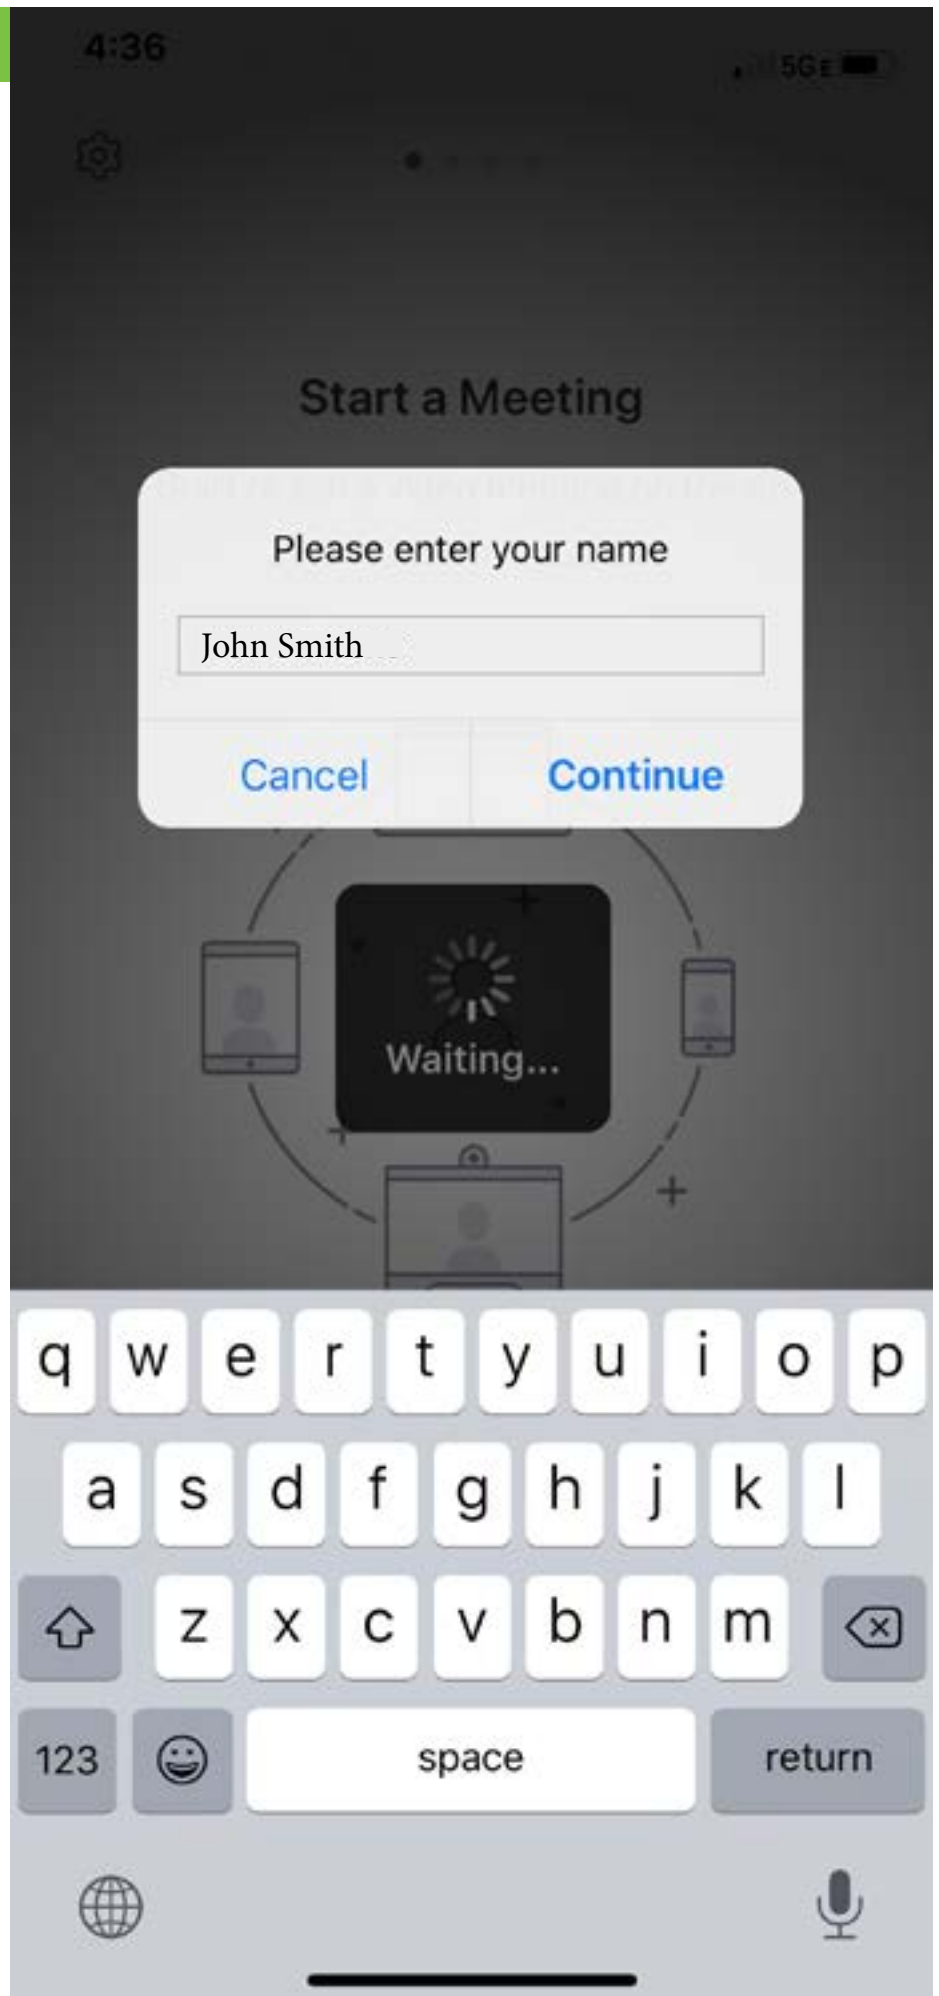 4:36
5GE
Start a Meeting
Please enter your name
John Smith
Cancel
Continue
Waiting...
q w e r t y u i o p
a s d f g h j k l
z x c v b n m
123 space return